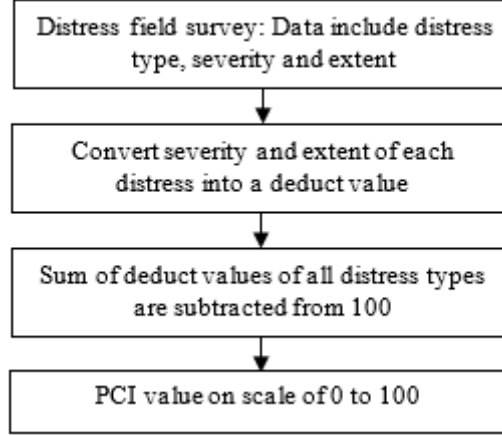 Distress field survey: Data include distress
type, severity and extent
Convert severity and extent of each
distress into a deduct value
Sum of deduct values of all distress types
are subtracted from 100
PCI value on scale of 0 to 100